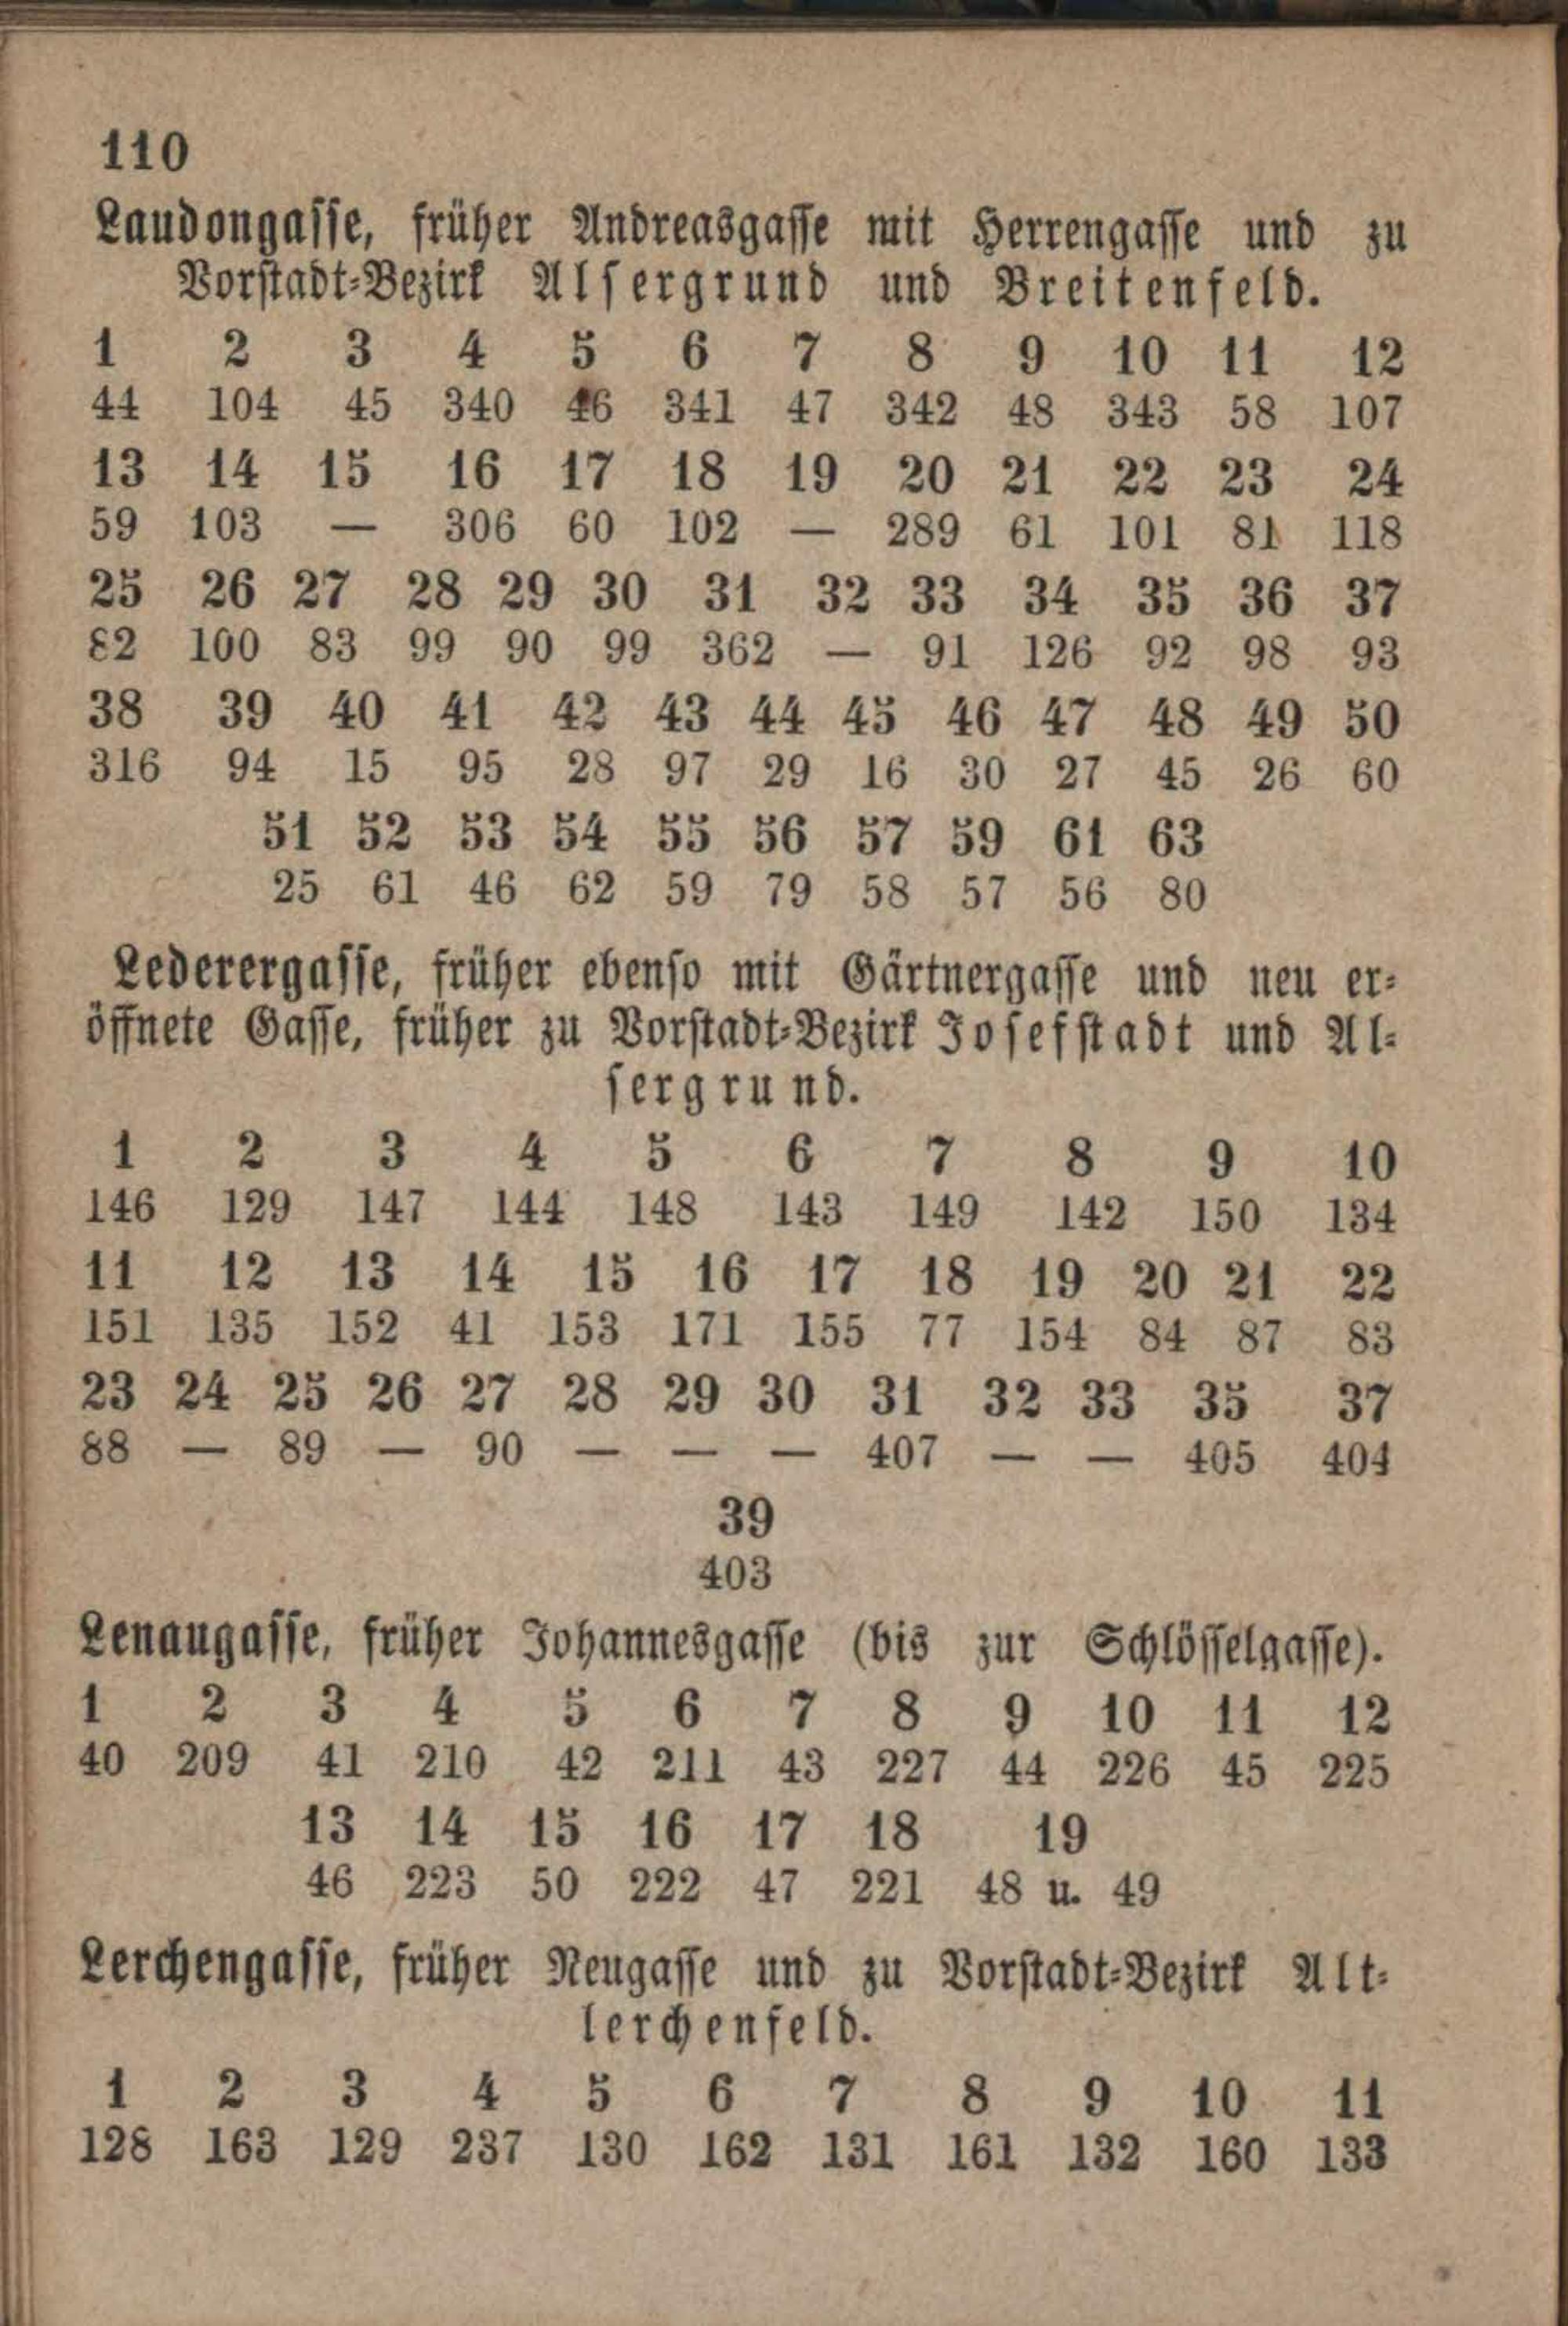 110
Laudongasse, früher Andreasgasse mit Herrengasse und zu
Vorstadt-Bezirk Alsergrund und Breitenfeld.
1 2 3 4 5 6 7 8 9 10 11 12
44 104 45 340 46 341 47 342 48 343 58 107
13 14 15 16 17 18 19 20 21 22 23 24
59 103 — 306 60 102 — 289 61 101 81 118
25 26 27 28 29 30 31 32 33 34 35 36 37
82 100 83 99 90 99 362 — 91 126 92 98 93
38 39 40 41 42 43 44 45 46 47 48 49 50
316 94 15 95 28 97 29 16 30 27 45 26 60
51 52 53 54 55 56 57 59 61 63
25 61 46 62 59 79 58 57 56 80
Lederergasse, früher ebenso mit Gärtnergasse und neu er-
öffnete Gasse, früher zu Vorstadt-Bezirk Josefstadt und Al-
sergrund.
1 2 3 4 5 6 7 8 9 10
146 129 147 144 148 143 149 142 150 134
11 12 13 14 15 16 17 18 19 20 21 22
151 135 152 41 153 171 155 77 154 84 87 83
23 24 25 26 27 28 29 30 31 32 33 35 37
88 — 89 — 90 — — — 407 — — 405 404
39
403
Lenaugasse, früher Johannesgasse (bis zur Schlösselgasse).
1 2 3 4 5 6 7 8 9 10 11 12
40 209 41 210 42 211 43 227 44 226 45 225
13 14 15 16 17 18 19
46 223 50 222 47 221 48 u. 49
Lerchengasse, früher Neugasse und zu Vorstadt-Bezirk Alt-
lerchenfeld.
1 2 3 4 5 6 7 8 9 10 11
128 163 129 237 130 162 131 161 132 160 133